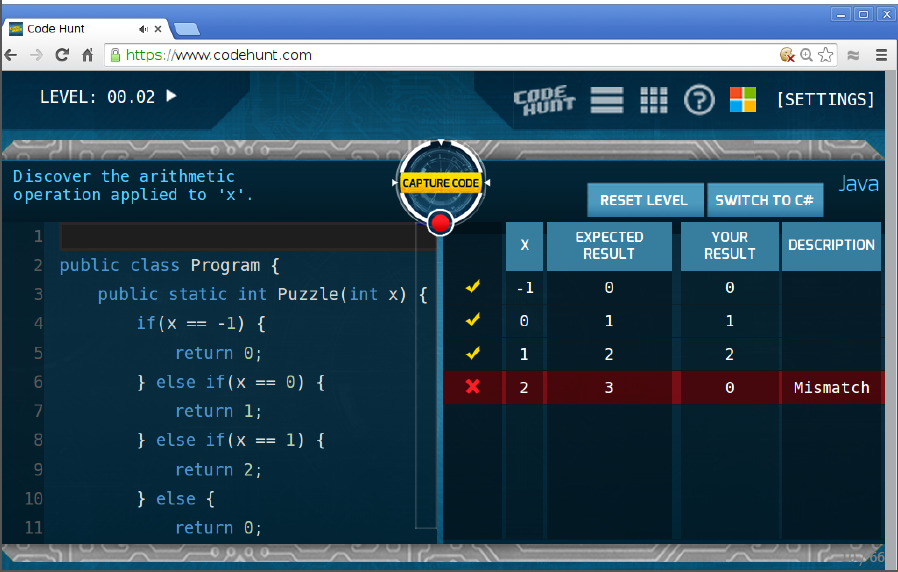 Code Hunt
https://www.codehunt.com
LEVEL: 00.02
CODE HUNT
?
[SETTINGS]
Discover the arithmetic
operation applied to 'x'.
CAPTURE CODE
RESET LEVEL
SWITCH TO C#
Java
1
2 public class Program {
3 public static int Puzzle(int x) {
4 if(x == -1) {
5 return 0;
6 } else if(x == 0) {
7 return 1;
8 } else if(x == 1) {
9 return 2;
10 } else {
11 return 0;
X EXPECTED RESULT YOUR RESULT DESCRIPTION
-1 0 0
0 1 1
1 2 2
2 3 0 Mismatch